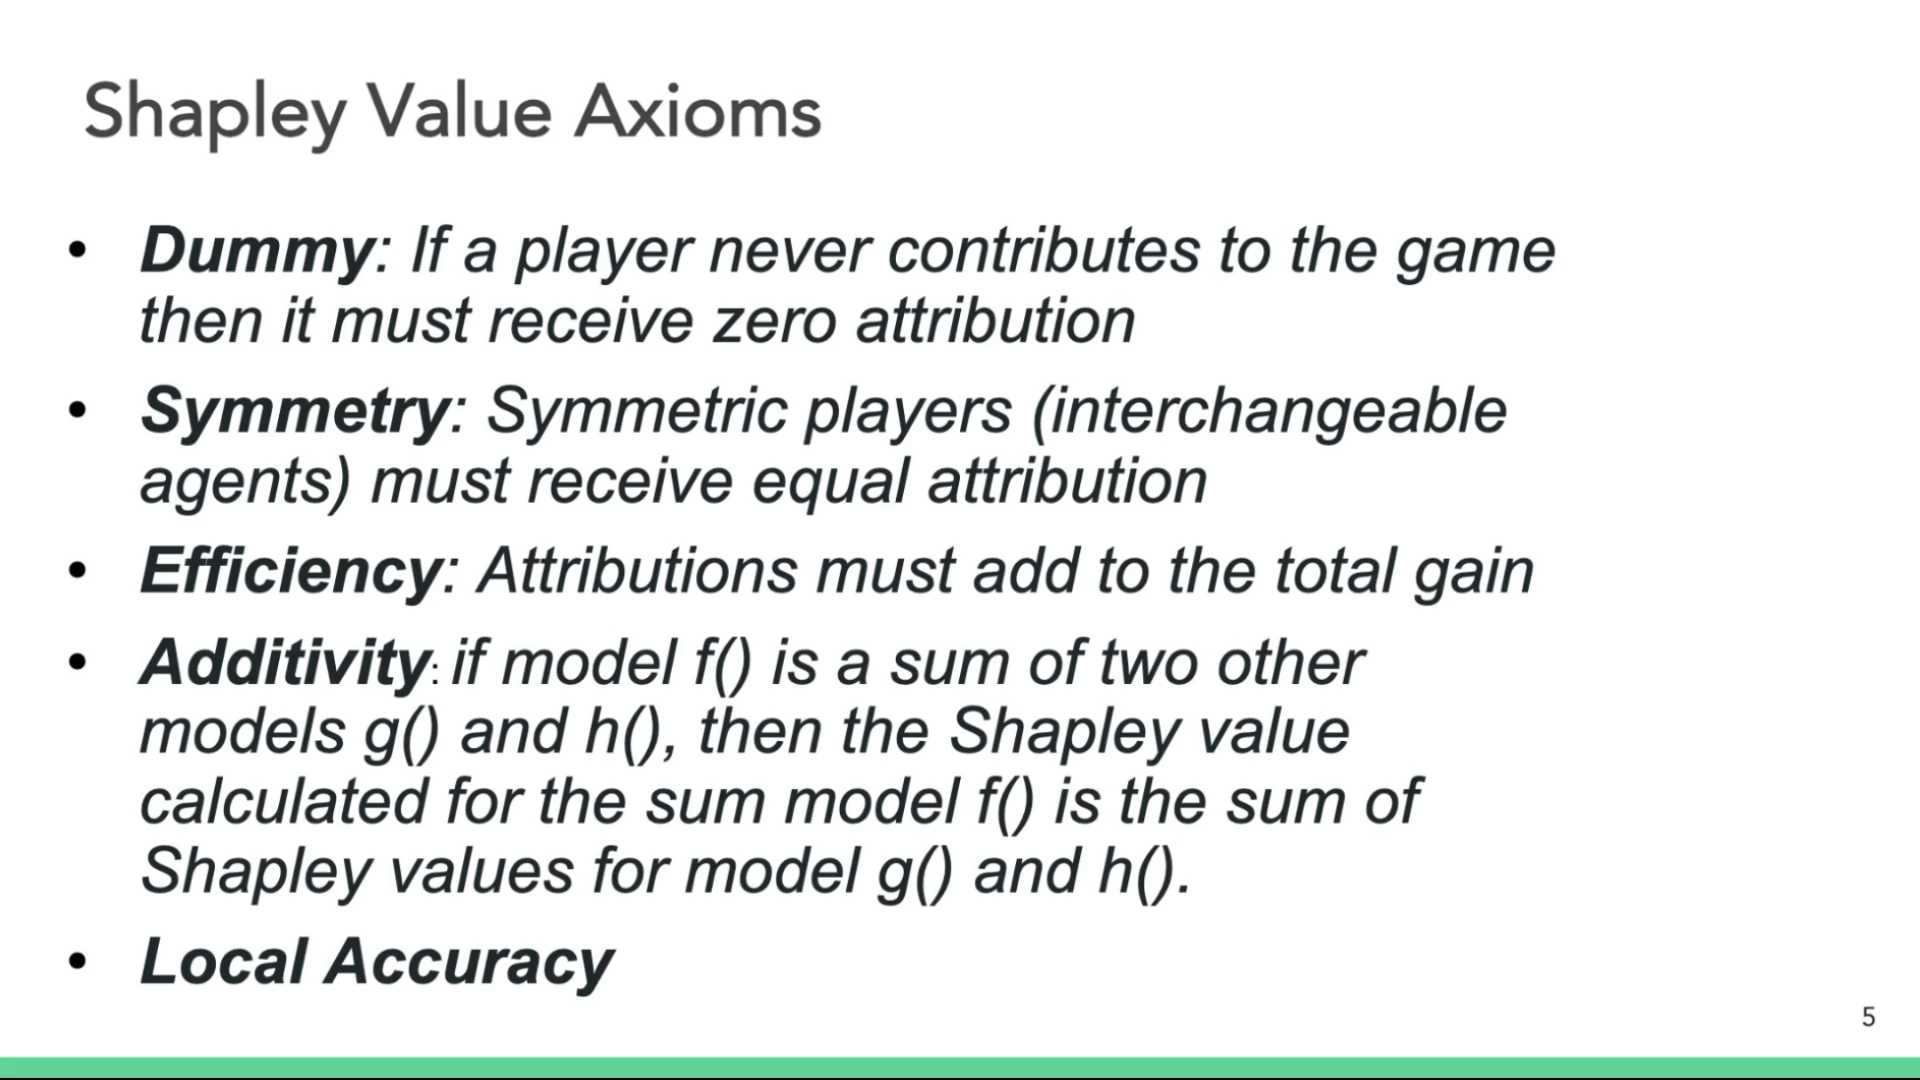 Shapley Value Axioms
• Dummy: If a player never contributes to the game
then it must receive zero attribution
• Symmetry: Symmetric players (interchangeable
agents) must receive equal attribution
• Efficiency: Attributions must add to the total gain
• Additivity: if model f() is a sum of two other
models g() and h(), then the Shapley value
calculated for the sum model f() is the sum of
Shapley values for model g() and h().
• Local Accuracy
5